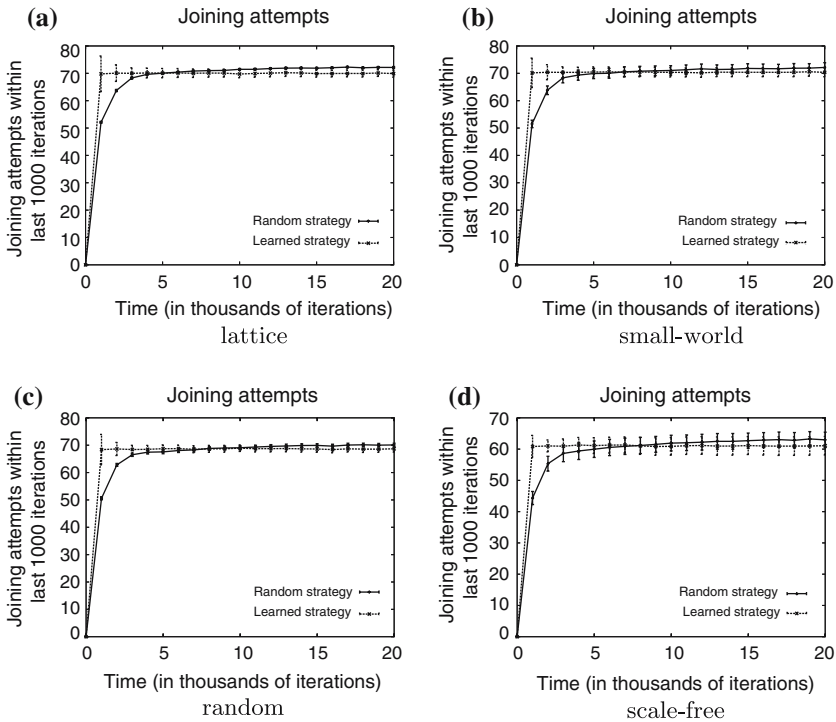 (a) Joining attempts
Joining attempts within
last 1000 iterations
80
70
60
50
40
30
20
10
0
Random strategy
Learned strategy
0 5 10 15 20
Time (in thousands of iterations)
lattice
(b) Joining attempts
Joining attempts within
last 1000 iterations
80
70
60
50
40
30
20
10
0
Random strategy
Learned strategy
0 5 10 15 20
Time (in thousands of iterations)
small-world
(c) Joining attempts
Joining attempts within
last 1000 iterations
80
70
60
50
40
30
20
10
0
Random strategy
Learned strategy
0 5 10 15 20
Time (in thousands of iterations)
random
(d) Joining attempts
Joining attempts within
last 1000 iterations
70
60
50
40
30
20
10
0
Random strategy
Learned strategy
0 5 10 15 20
Time (in thousands of iterations)
scale-free